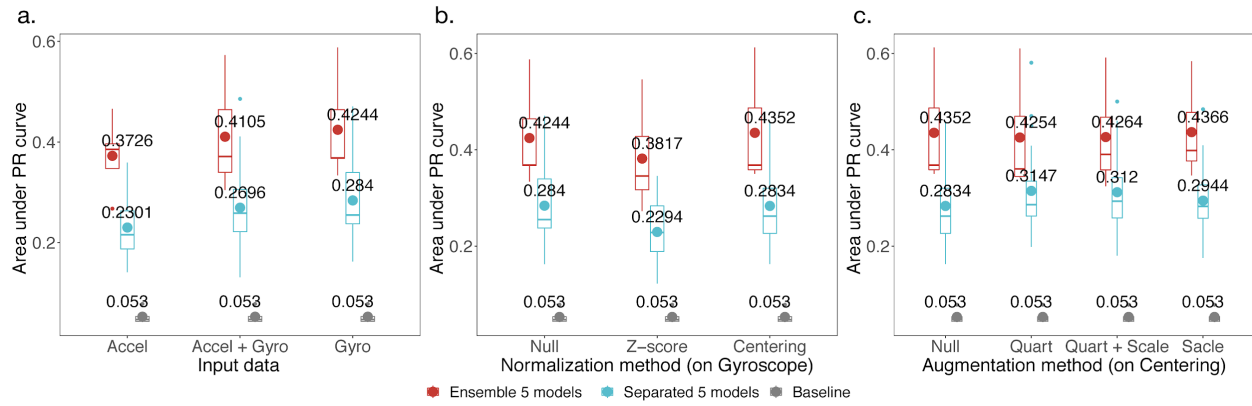 a.
Area under PR curve
0.6
0.4
0.2
0.3726
0.4105
0.4244
0.2301
0.2696
0.284
0.053
0.053
0.053
Accel
Accel + Gyro
Gyro
Input data
b.
Area under PR curve
0.6
0.4
0.2
0.4244
0.3817
0.4352
0.284
0.2294
0.2834
0.053
0.053
0.053
Null
Z-score
Centering
Normalization method (on Gyroscope)
c.
Area under PR curve
0.6
0.4
0.2
0.4352
0.4254
0.4264
0.4366
0.2834
0.3147
0.312
0.2944
0.053
0.053
0.053
0.053
Null
Quart
Quart + Scale
Sacle
Augmentation method (on Centering)
Ensemble 5 models
Separated 5 models
Baseline